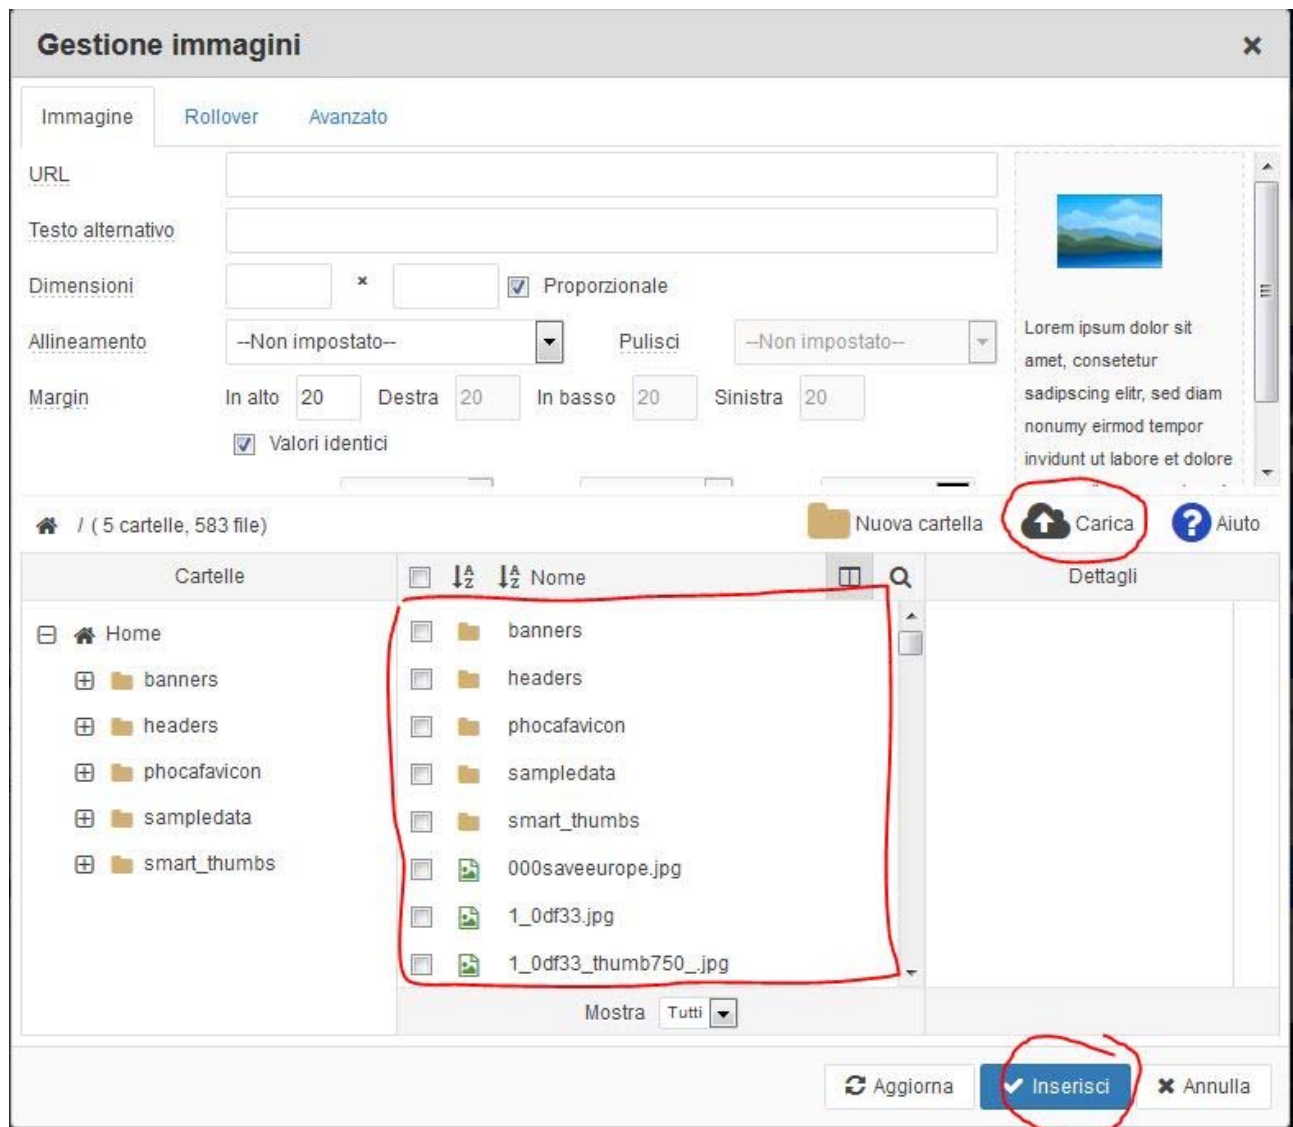 Gestione immagini
Immagine Rollover Avanzato
URL
Testo alternativo
Dimensioni × Proporzionale
Allineamento --Non impostato-- Pulisci --Non impostato--
Margin In alto 20 Destra 20 In basso 20 Sinistra 20
Valori identici
Lorem ipsum dolor sit
amet, consetetur
sadipscing elitr, sed diam
nonumy eirmod tempor
invidunt ut labore et dolore
/ ( 5 cartelle, 583 file) Nuova cartella Carica ? Aiuto
Cartelle AZ AZ Nome Dettagli
Home
banners
headers
phocafavicon
sampledata
smart_thumbs
banners
headers
phocafavicon
sampledata
smart_thumbs
000saveeurope.jpg
1_0df33.jpg
1_0df33_thumb750_.jpg
Mostra Tutti
Aggiorna Inserisci Annulla